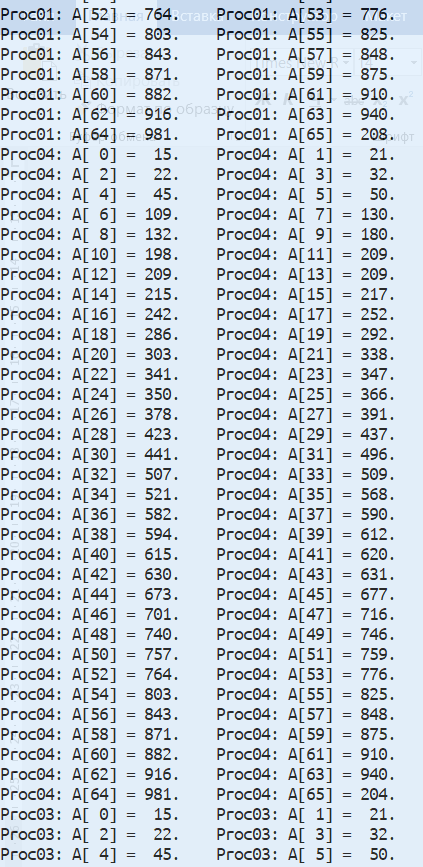 Proc01: A[52] = 764. Proc01: A[53] = 776.
Proc01: A[54] = 803. Proc01: A[55] = 825.
Proc01: A[56] = 843. Proc01: A[57] = 848.
Proc01: A[58] = 871. Proc01: A[59] = 875.
Proc01: A[60] = 882. Proc01: A[61] = 910.
Proc01: A[62] = 916. Proc01: A[63] = 940.
Proc01: A[64] = 981. Proc01: A[65] = 208.
Proc04: A[ 0] = 15. Proc04: A[ 1] = 21.
Proc04: A[ 2] = 22. Proc04: A[ 3] = 32.
Proc04: A[ 4] = 45. Proc04: A[ 5] = 50.
Proc04: A[ 6] = 109. Proc04: A[ 7] = 130.
Proc04: A[ 8] = 132. Proc04: A[ 9] = 180.
Proc04: A[10] = 198. Proc04: A[11] = 209.
Proc04: A[12] = 209. Proc04: A[13] = 209.
Proc04: A[14] = 215. Proc04: A[15] = 217.
Proc04: A[16] = 242. Proc04: A[17] = 252.
Proc04: A[18] = 286. Proc04: A[19] = 292.
Proc04: A[20] = 303. Proc04: A[21] = 338.
Proc04: A[22] = 341. Proc04: A[23] = 347.
Proc04: A[24] = 350. Proc04: A[25] = 366.
Proc04: A[26] = 378. Proc04: A[27] = 391.
Proc04: A[28] = 423. Proc04: A[29] = 437.
Proc04: A[30] = 441. Proc04: A[31] = 496.
Proc04: A[32] = 507. Proc04: A[33] = 509.
Proc04: A[34] = 521. Proc04: A[35] = 568.
Proc04: A[36] = 582. Proc04: A[37] = 590.
Proc04: A[38] = 594. Proc04: A[39] = 612.
Proc04: A[40] = 615. Proc04: A[41] = 620.
Proc04: A[42] = 630. Proc04: A[43] = 631.
Proc04: A[44] = 673. Proc04: A[45] = 677.
Proc04: A[46] = 701. Proc04: A[47] = 716.
Proc04: A[48] = 740. Proc04: A[49] = 746.
Proc04: A[50] = 757. Proc04: A[51] = 759.
Proc04: A[52] = 764. Proc04: A[53] = 776.
Proc04: A[54] = 803. Proc04: A[55] = 825.
Proc04: A[56] = 843. Proc04: A[57] = 848.
Proc04: A[58] = 871. Proc04: A[59] = 875.
Proc04: A[60] = 882. Proc04: A[61] = 910.
Proc04: A[62] = 916. Proc04: A[63] = 940.
Proc04: A[64] = 981. Proc04: A[65] = 204.
Proc03: A[ 0] = 15. Proc03: A[ 1] = 21.
Proc03: A[ 2] = 22. Proc03: A[ 3] = 32.
Proc03: A[ 4] = 45. Proc03: A[ 5] = 50.